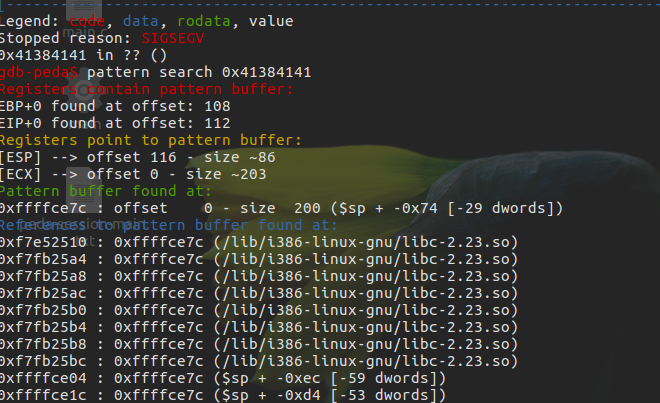 [------------------------------------------------------------------------------
Legend: code, data, rodata, value
Stopped reason: SIGSEGV
0x41384141 in ?? ()
gdb-peda$ pattern search 0x41384141
Registers contain pattern buffer:
EBP+0 found at offset: 108
EIP+0 found at offset: 112
Registers point to pattern buffer:
[ESP] --> offset 116 - size ~86
[ECX] --> offset 0 - size ~203
Pattern buffer found at:
0xffffce7c : offset    0 - size  200 ($sp + -0x74 [-29 dwords])
References to pattern buffer found at:
0xf7e52510 : 0xffffce7c (/lib/i386-linux-gnu/libc-2.23.so)
0xf7fb25a4 : 0xffffce7c (/lib/i386-linux-gnu/libc-2.23.so)
0xf7fb25a8 : 0xffffce7c (/lib/i386-linux-gnu/libc-2.23.so)
0xf7fb25ac : 0xffffce7c (/lib/i386-linux-gnu/libc-2.23.so)
0xf7fb25b0 : 0xffffce7c (/lib/i386-linux-gnu/libc-2.23.so)
0xf7fb25b4 : 0xffffce7c (/lib/i386-linux-gnu/libc-2.23.so)
0xf7fb25b8 : 0xffffce7c (/lib/i386-linux-gnu/libc-2.23.so)
0xf7fb25bc : 0xffffce7c (/lib/i386-linux-gnu/libc-2.23.so)
0xffffce04 : 0xffffce7c ($sp + -0xec [-59 dwords])
0xffffce1c : 0xffffce7c ($sp + -0xd4 [-53 dwords])
main.c
main
peda-session-main.
txt